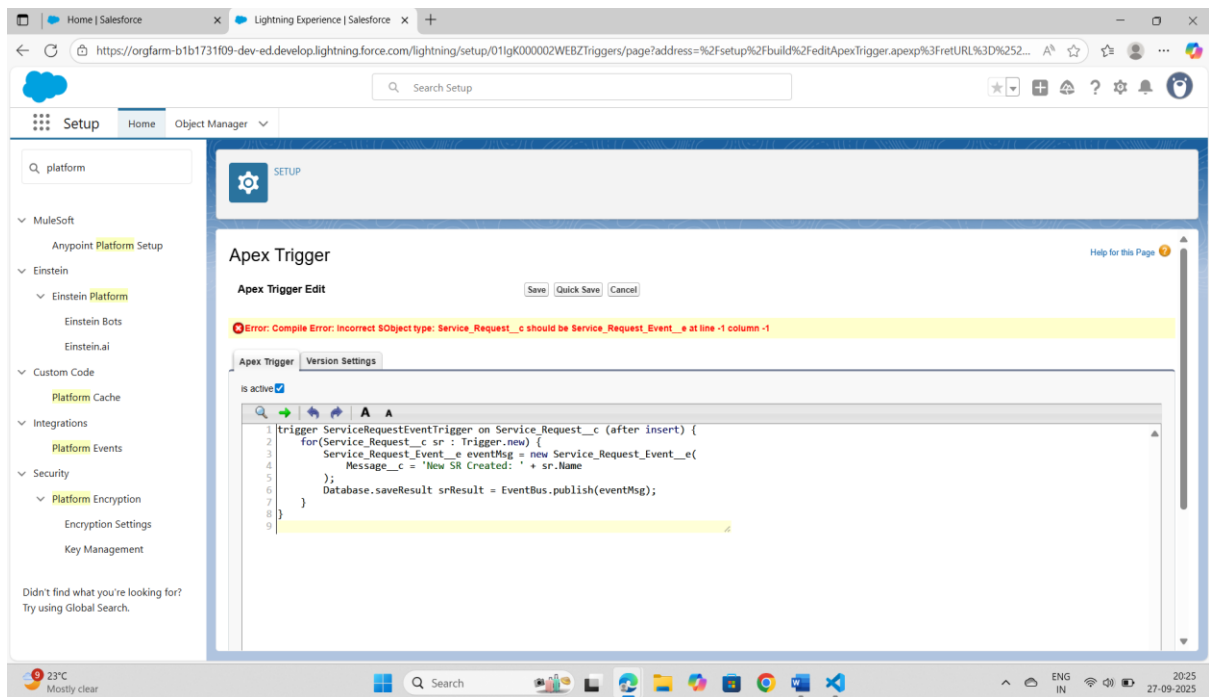 Home | Salesforce
Lightning Experience | Salesforce
https://orgfarm-b1b1731f09-dev-ed.develop.lightning.force.com/lightning/setup/01IgK000002WEBZTriggers/page?address=%2Fsetup%2Fbuild%2FeditApexTrigger.apexp%3FretURL%3D%252...
Search Setup
Setup
Home
Object Manager
platform
SETUP
MuleSoft
Anypoint Platform Setup
Einstein
Einstein Platform
Einstein Bots
Einstein.ai
Custom Code
Platform Cache
Integrations
Platform Events
Security
Platform Encryption
Encryption Settings
Key Management
Didn't find what you're looking for?
Try using Global Search.
Apex Trigger
Help for this Page
Apex Trigger Edit
Save Quick Save Cancel
Error: Compile Error: Incorrect SObject type: Service_Request__c should be Service_Request_Event__e at line -1 column -1
Apex Trigger Version Settings
is active
A A
1 trigger ServiceRequestEventTrigger on Service_Request__c (after insert) {
2 for(Service_Request__c sr : Trigger.new) {
3 Service_Request_Event__e eventMsg = new Service_Request_Event__e(
4 Message__c = 'New SR Created: ' + sr.Name
5 );
6 Database.saveResult srResult = EventBus.publish(eventMsg);
7 }
8 }
9
9
23°C
Mostly clear
Search
ENG
IN
20:25
27-09-2025